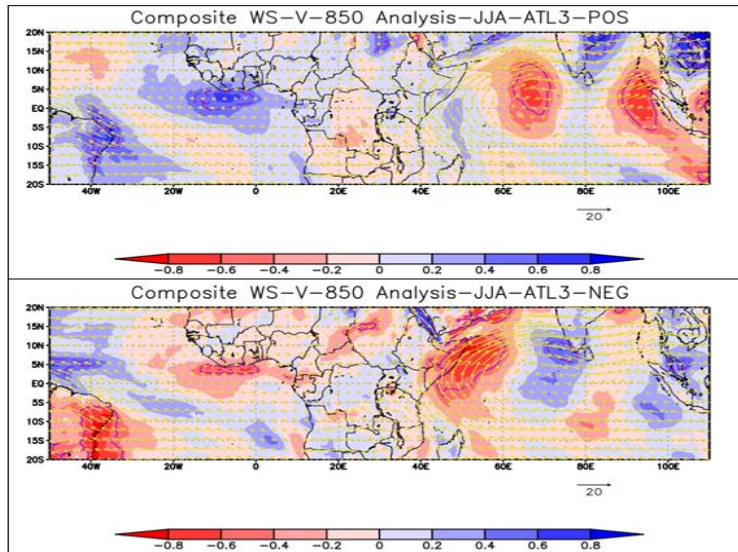 Composite WS-V-850 Analysis-JJA-ATL3-POS
20N
15N
10N
5N
EQ
5S
10S
15S
20S
40W 20W 0 20E 40E 60E 80E 100E
20
-0.8 -0.6 -0.4 -0.2 0 0.2 0.4 0.6 0.8
Composite WS-V-850 Analysis-JJA-ATL3-NEG
20N
15N
10N
5N
EQ
5S
10S
15S
20S
40W 20W 0 20E 40E 60E 80E 100E
20
-0.8 -0.6 -0.4 -0.2 0 0.2 0.4 0.6 0.8